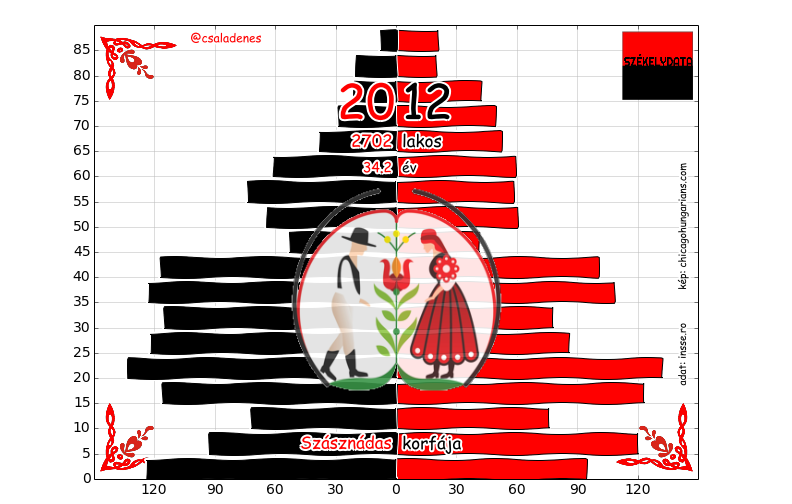 @csaladenes
SZÉKELYDATA
2012
2702 lakos
34.2 év
kép: chicagohungarians.com
adat: insse.ro
Szásznádas korfája
85
80
75
70
65
60
55
50
45
40
35
30
25
20
15
10
5
0
120 90 60 30 0 30 60 90 120